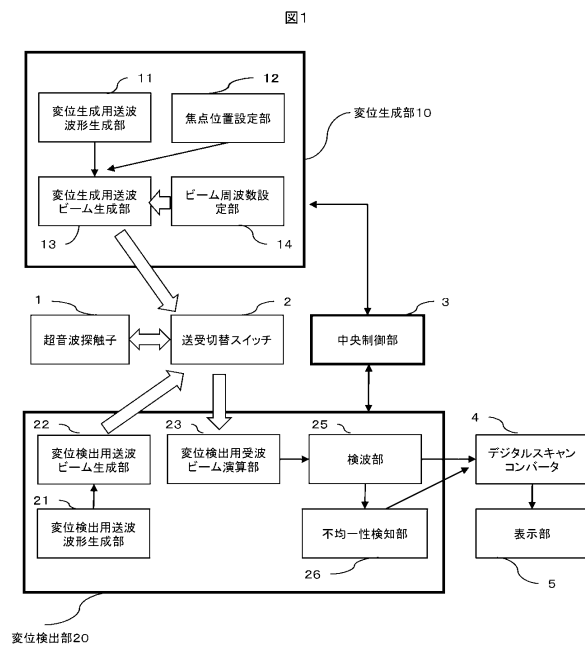 図1
11
変位生成用送波
波形生成部
12
焦点位置設定部
変位生成部10
変位生成用送波
ビーム生成部
13
ビーム周波数設
定部
14
1
超音波探触子
2
送受切替スイッチ
3
中央制御部
22
変位検出用送波
ビーム生成部
23
変位検出用受波
ビーム演算部
25
検波部
4
デジタルスキャン
コンバータ
21
変位検出用送波
波形生成部
不均一性検知部
26
表示部
5
変位検出部20